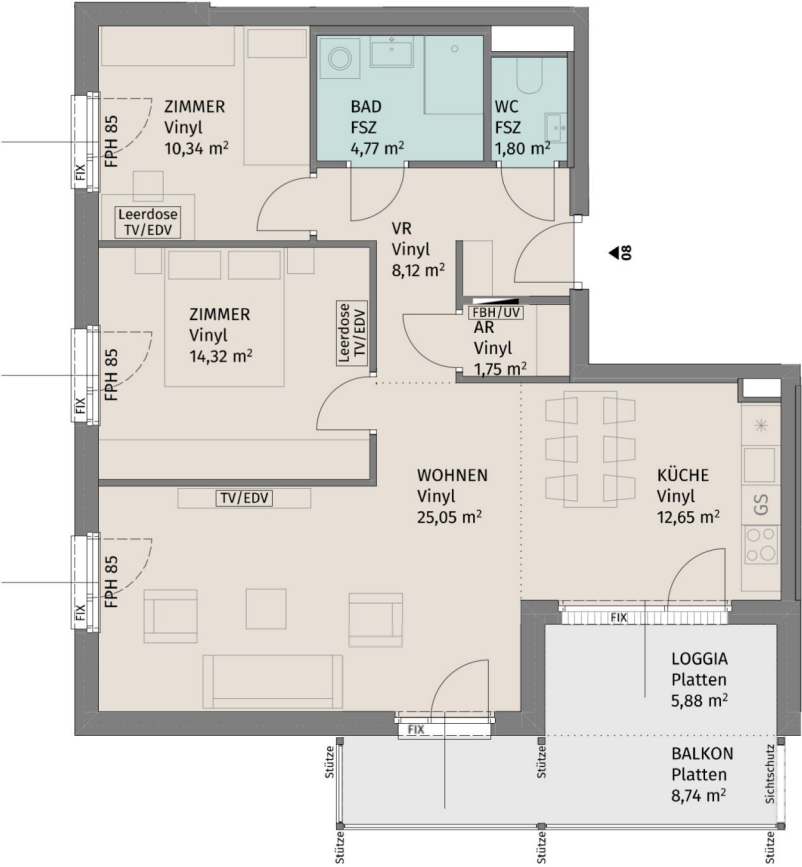 ZIMMER
Vinyl
10,34 m²
FPH 85
FIX
Leerdose
TV/EDV
BAD
FSZ
4,77 m²
WC
FSZ
1,80 m²
VR
Vinyl
8,12 m²
80
FBH/UV
AR
Vinyl
1,75 m²
ZIMMER
Vinyl
14,32 m²
Leerdose
TV/EDV
FPH 85
FIX
TV/EDV
WOHNEN
Vinyl
25,05 m²
KÜCHE
Vinyl
12,65 m²
GS
FPH 85
FIX
FIX
LOGGIA
Platten
5,88 m²
FIX
BALKON
Platten
8,74 m²
Stütze
Stütze
Sichtschutz
Stütze
Stütze
Stütze